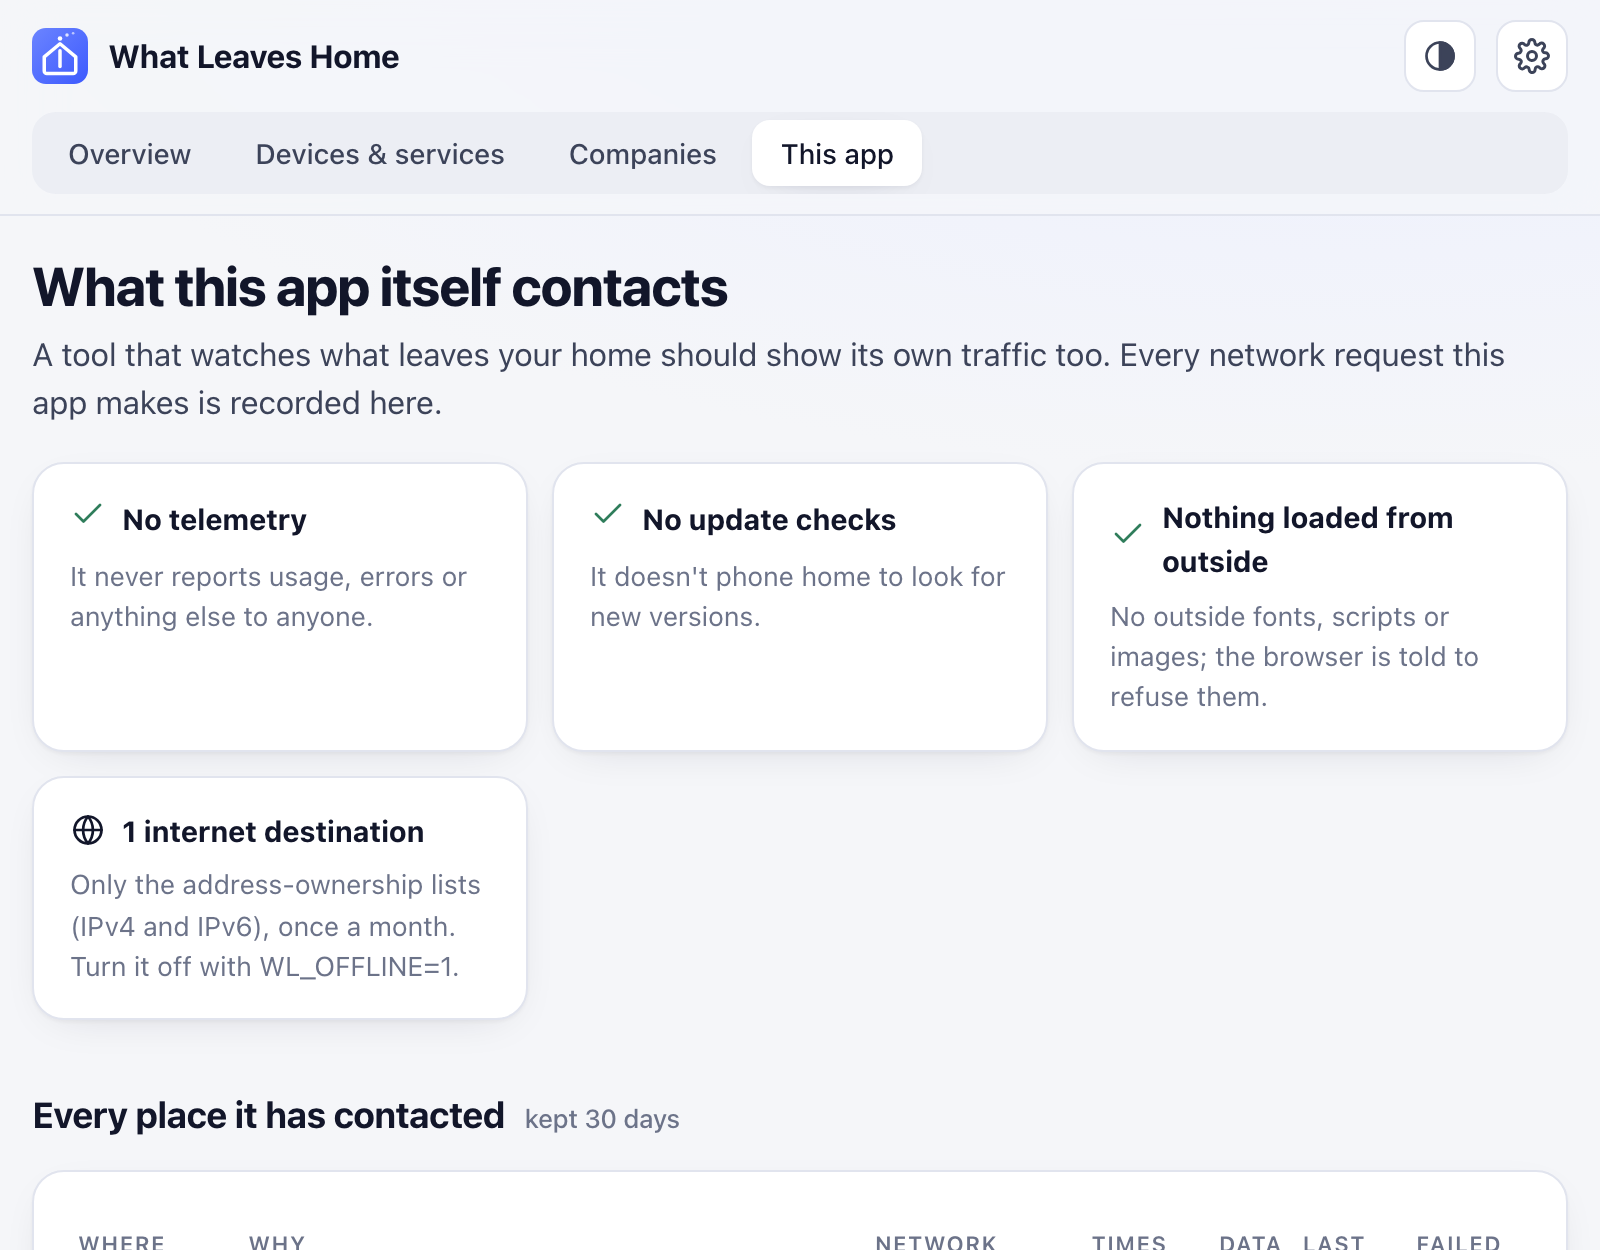 What Leaves Home
Overview
Devices & services
Companies
This app
What this app itself contacts
A tool that watches what leaves your home should show its own traffic too. Every network request this
app makes is recorded here.
No telemetry
It never reports usage, errors or
anything else to anyone.
No update checks
It doesn't phone home to look for
new versions.
Nothing loaded from
outside
No outside fonts, scripts or
images; the browser is told to
refuse them.
1 internet destination
Only the address-ownership lists
(IPv4 and IPv6), once a month.
Turn it off with WL_OFFLINE=1.
Every place it has contacted kept 30 days
WHERE WHY NETWORK TIMES DATA LAST FAILED